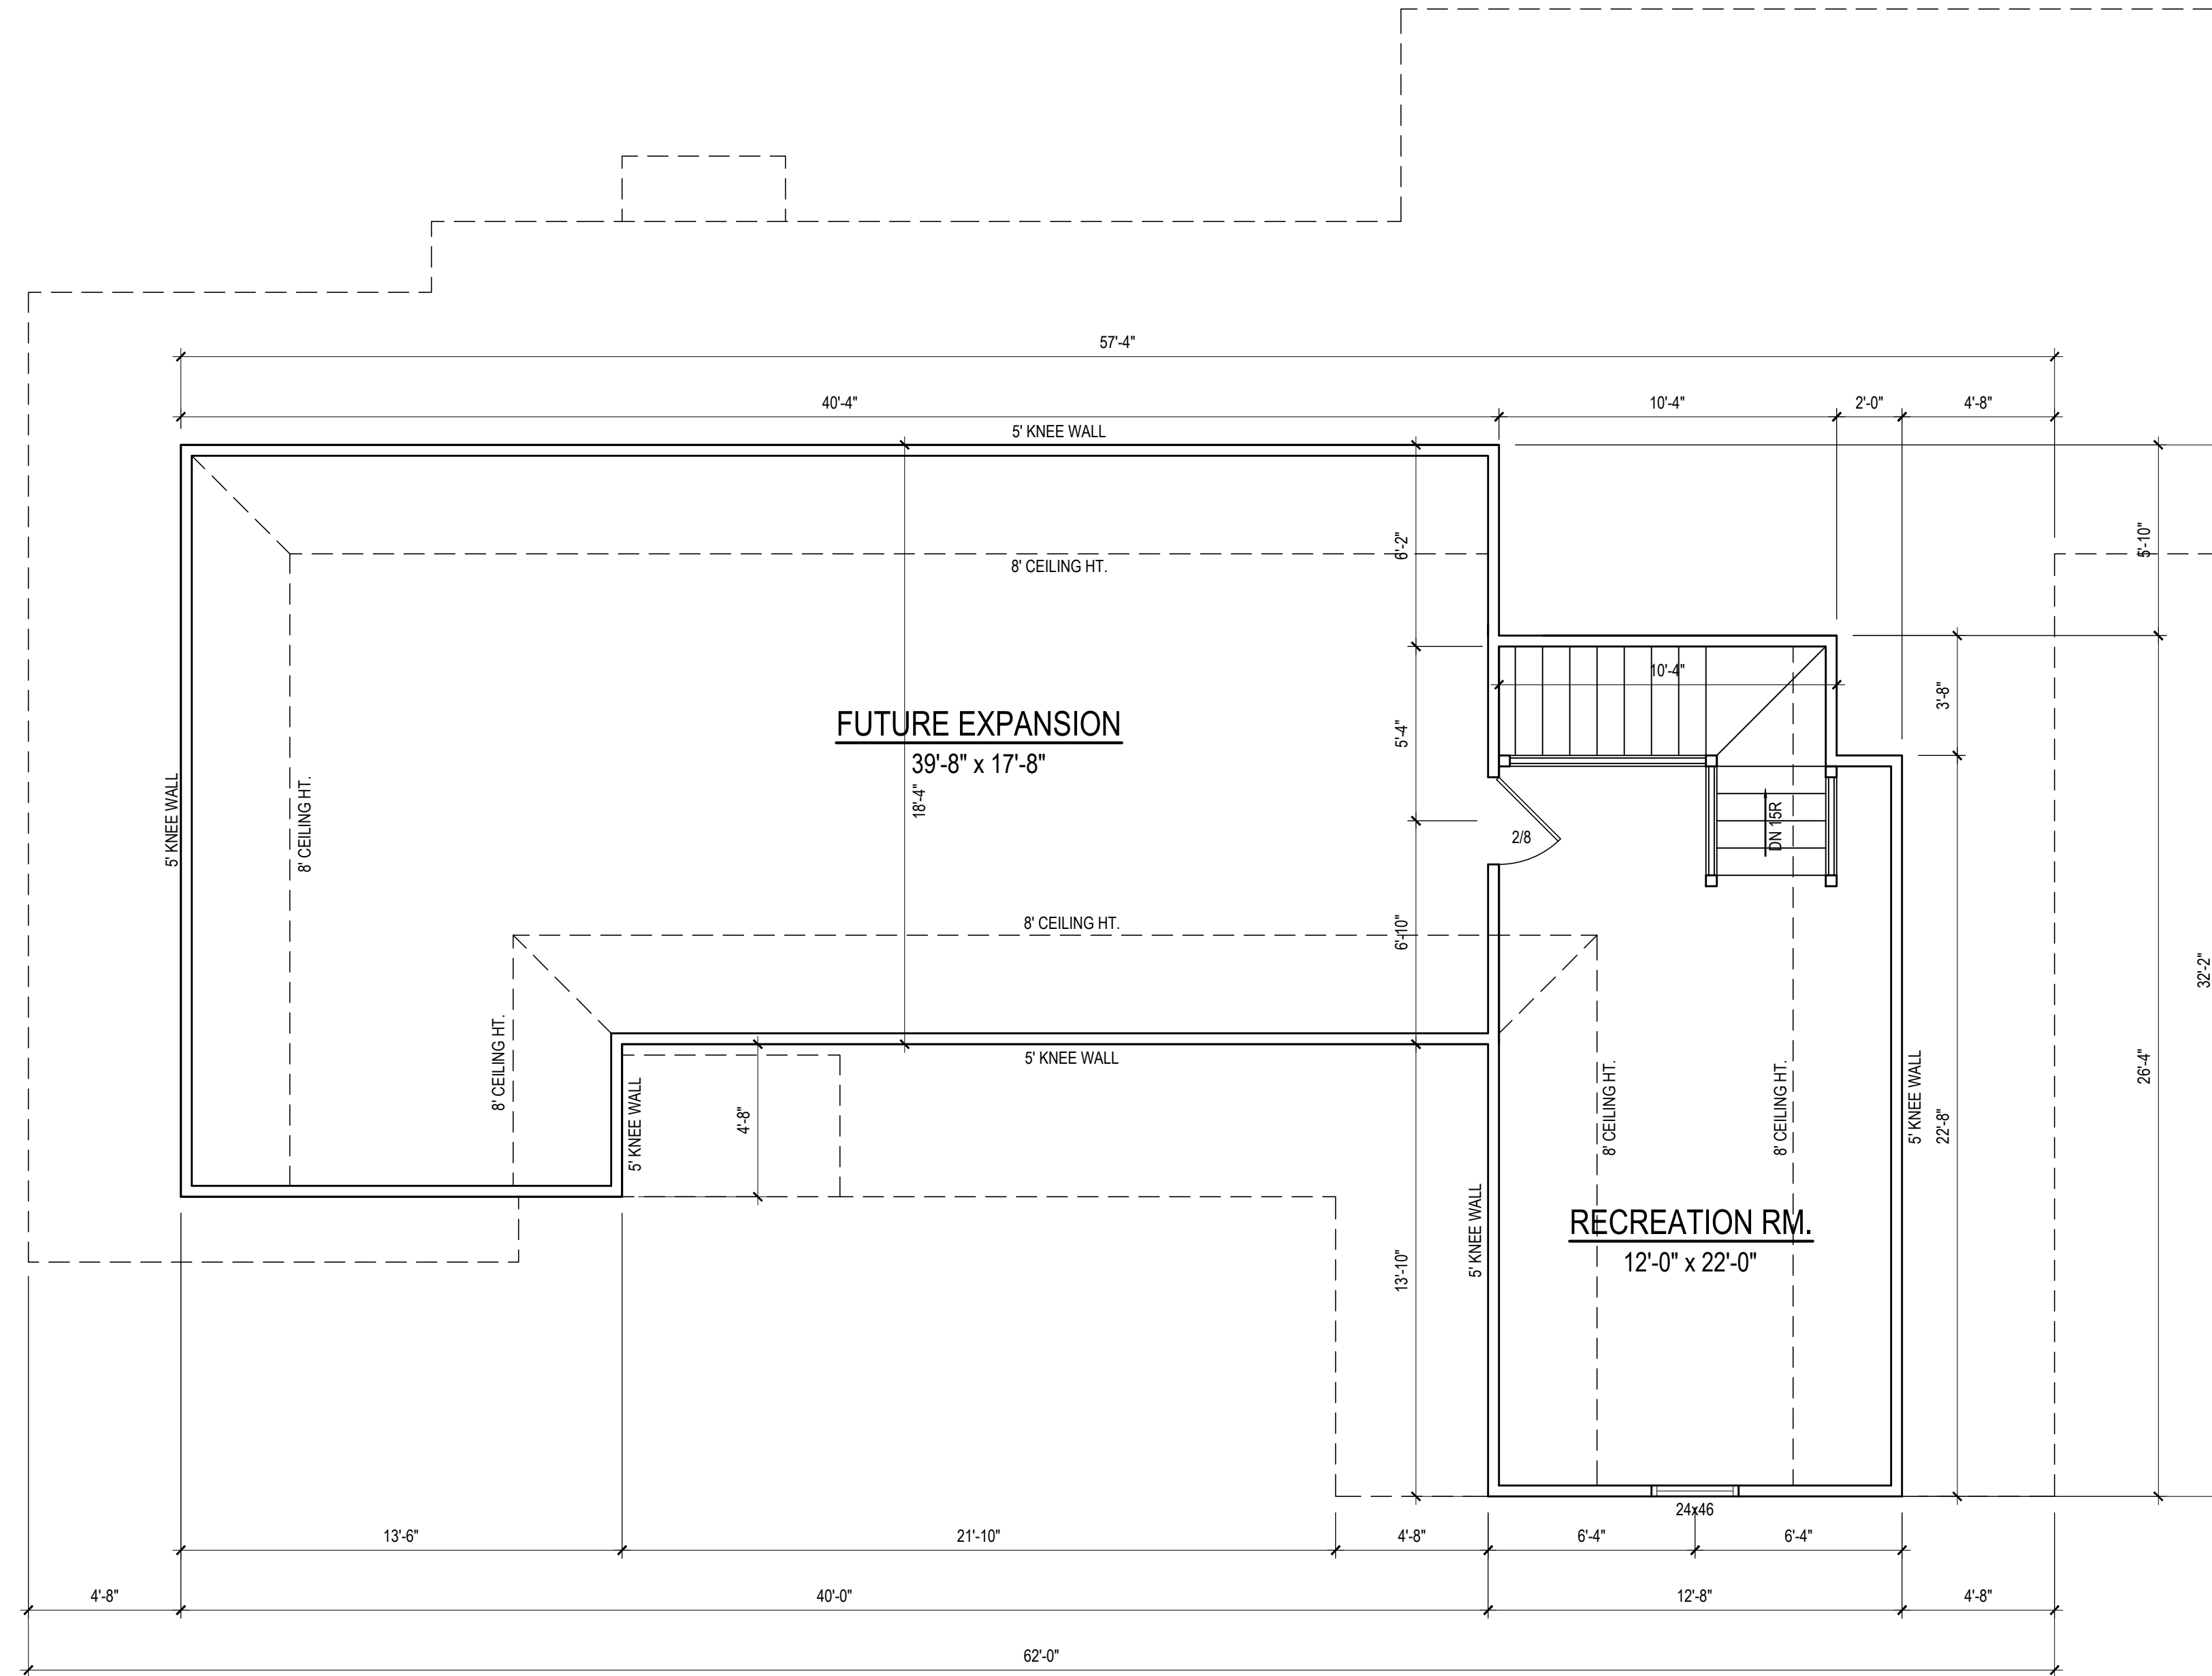 57'-4"
40'-4"
10'-4"
2'-0"
4'-8"
5' KNEE WALL
6'-2"
5'-10"
8' CEILING HT.
10'-4"
3'-8"
FUTURE EXPANSION
39'-8" x 17'-8"
18'-4"
5'-4"
5' KNEE WALL
8' CEILING HT.
2/8
DN 15R
8' CEILING HT.
6'-10"
32'-2"
8' CEILING HT.
5' KNEE WALL
5' KNEE WALL
4'-8"
8' CEILING HT.
8' CEILING HT.
5' KNEE WALL
22'-8"
26'-4"
5' KNEE WALL
13'-10"
RECREATION RM.
12'-0" x 22'-0"
24x46
13'-6"
21'-10"
4'-8"
6'-4"
6'-4"
4'-8"
40'-0"
12'-8"
4'-8"
62'-0"